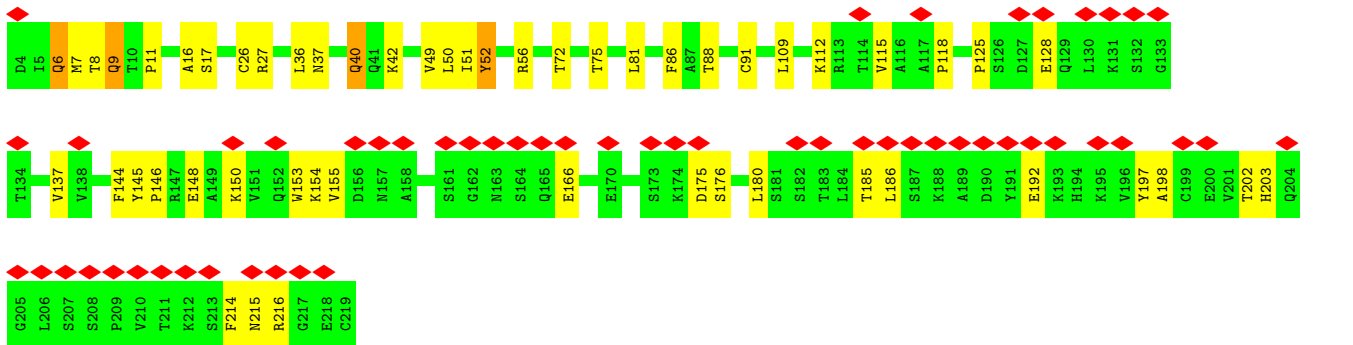 D4 I5 Q6 M7 T8 Q9 T10 P11 A16 S17 C26 R27 L36 N37 Q40 Q41 K42 V49 L50 I51 Y52 R56 T72 T75 L81 F86 A87 T88 C91 L109 K112 R113 T114 V115 A116 A117 P118 P125 S126 D127 E128 Q129 L130 K131 S132 G133
T134 V137 V138 F144 Y145 P146 R147 E148 A149 K150 V151 Q152 W153 K154 V155 D156 N157 A158 S161 G162 N163 S164 Q165 E166 E170 S173 K174 D175 S176 L180 S181 S182 T183 L184 T185 L186 S187 K188 A189 D190 Y191 E192 K193 H194 K195 V196 Y197 A198 C199 E200 V201 T202 H203 Q204
G205 L206 S207 S208 P209 V210 T211 K212 S213 F214 N215 R216 G217 E218 C219